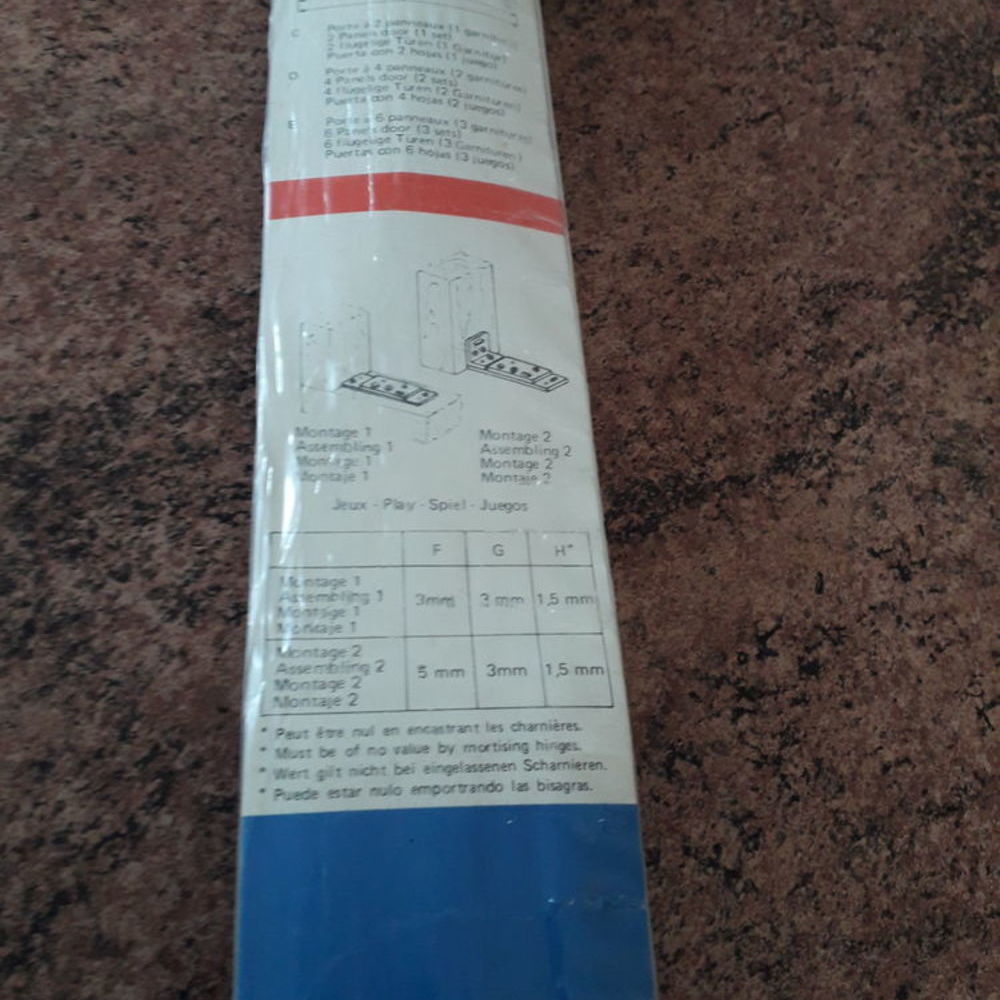 C Porte à 2 panneaux (1 garniture)
2 Panels door (1 set)
2 flugelige Turen (1 Garnitur)
Puerta con 2 hojas (1 juego)
D Porte à 4 panneaux (2 garnitures)
4 Panels door (2 sets)
4 flugelige Turen (2 Garnituren)
Puerta con 4 hojas (2 juegos)
E Porte à 6 panneaux (3 garnitures)
6 Panels door (3 sets)
6 flugelige Turen (3 Garnituren)
Puertas con 6 hojas (3 juegos)
Montage 1
Assembling 1
Montage 1
Montaje 1
Montage 2
Assembling 2
Montage 2
Montaje 2
Jeux - Play - Spiel - Juegos
F G H*
Montage 1
Assembling 1
Montage 1
Montaje 1
3mm 3 mm 1,5 mm
Montage 2
Assembling 2
Montage 2
Montaje 2
5 mm 3mm 1,5 mm
* Peut être nul en encastrant les charnières.
* Must be of no value by mortising hinges.
* Wert gilt nicht bei eingelassenen Scharnieren.
* Puede estar nulo emportrando las bisagras.